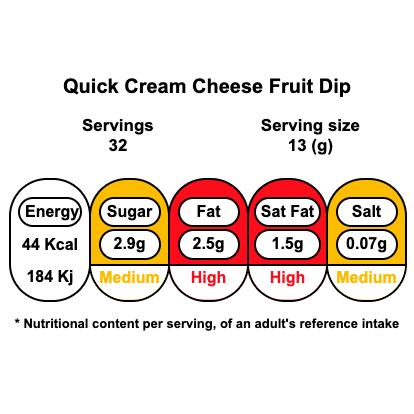 Quick Cream Cheese Fruit Dip
Servings
32
Serving size
13 (g)
Energy
44 Kcal
184 Kj
Sugar
2.9g
Medium
Fat
2.5g
High
Sat Fat
1.5g
High
Salt
0.07g
Medium
* Nutritional content per serving, of an adult's reference intake